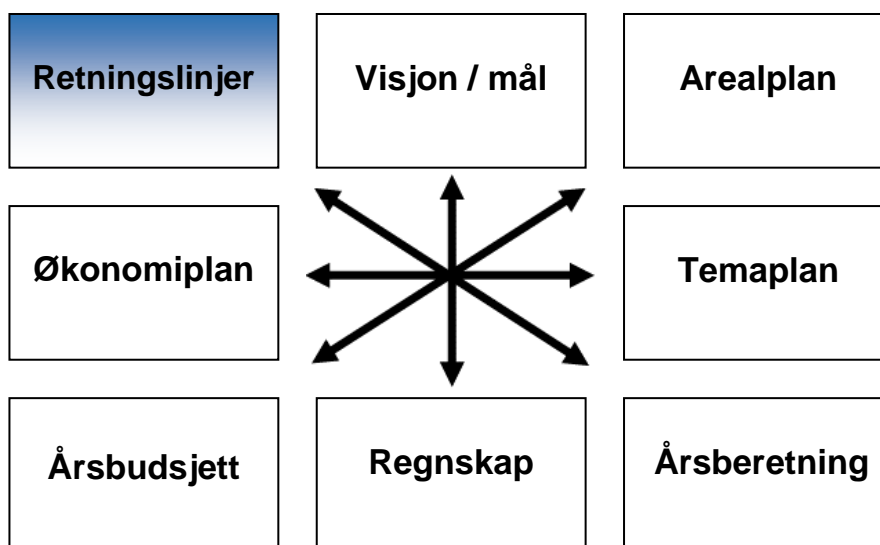 Retningslinjer
Visjon / mål
Arealplan
Økonomiplan
Temaplan
Årsbudsjett
Regnskap
Årsberetning